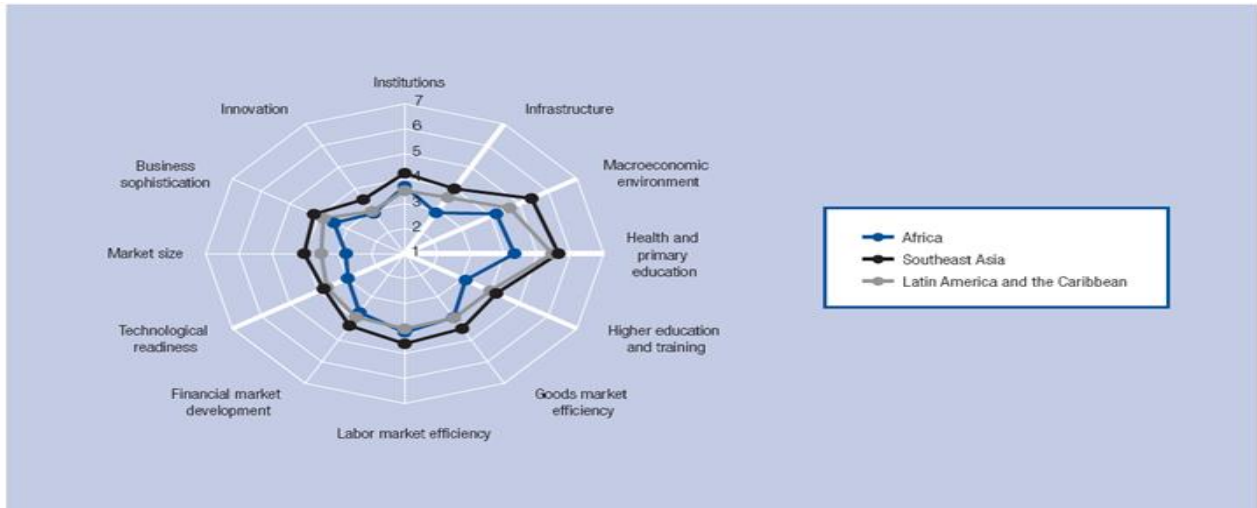 Institutions
7
6
5
4
3
2
1
Infrastructure
Macroeconomic
environment
Health and
primary
education
Higher education
and training
Goods market
efficiency
Labor market efficiency
Financial market
development
Technological
readiness
Market size
Business
sophistication
Innovation
Africa
Southeast Asia
Latin America and the Caribbean